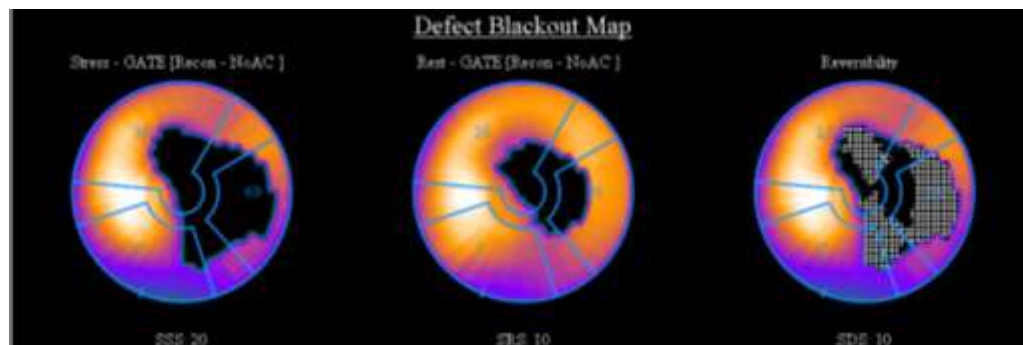 Defect Blackout Map
Stress - GATE [Recon - NoAC ]
Rest - GATE [Recon - NoAC ]
Reversibility
SSS 20
SRS 10
SDS 10